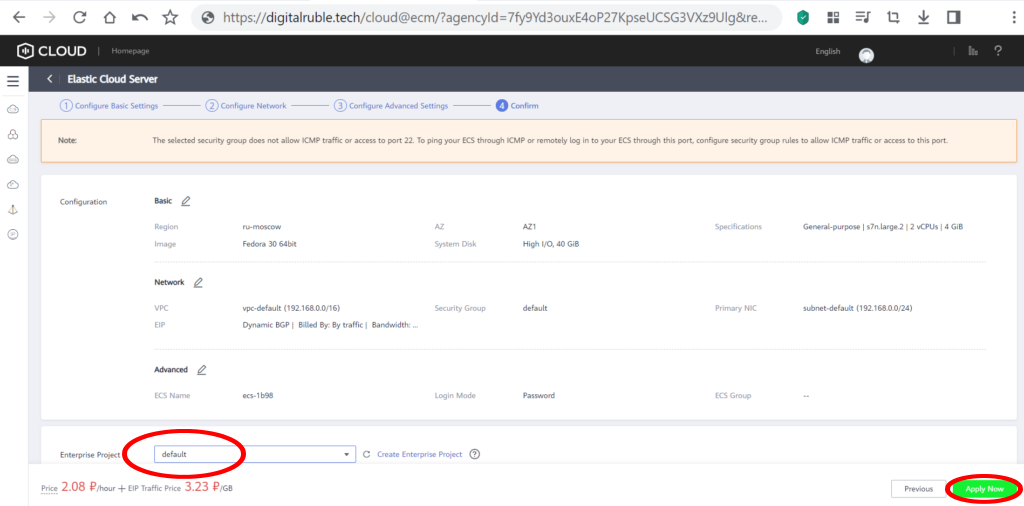 https://digitalruble.tech/cloud@ecm/?agencyId=7fy9Yd3ouxE4oP27KpseUCSG3VXz9Ulg&re...
CLOUD | Homepage
English
Elastic Cloud Server
1 Configure Basic Settings
2 Configure Network
3 Configure Advanced Settings
4 Confirm
Note: The selected security group does not allow ICMP traffic or access to port 22. To ping your ECS through ICMP or remotely log in to your ECS through this port, configure security group rules to allow ICMP traffic or access to this port.
Configuration
Basic
Region ru-moscow AZ AZ1 Specifications General-purpose | s7n.large.2 | 2 vCPUs | 4 GiB
Image Fedora 30 64bit System Disk High I/O, 40 GiB
Network
VPC vpc-default (192.168.0.0/16) Security Group default Primary NIC subnet-default (192.168.0.0/24)
EIP Dynamic BGP | Billed By: By traffic | Bandwidth: ...
Advanced
ECS Name ecs-1b98 Login Mode Password ECS Group --
Enterprise Project default Create Enterprise Project ?
Price 2.08 ₽/hour + EIP Traffic Price 3.23 ₽/GB
Previous
Apply Now